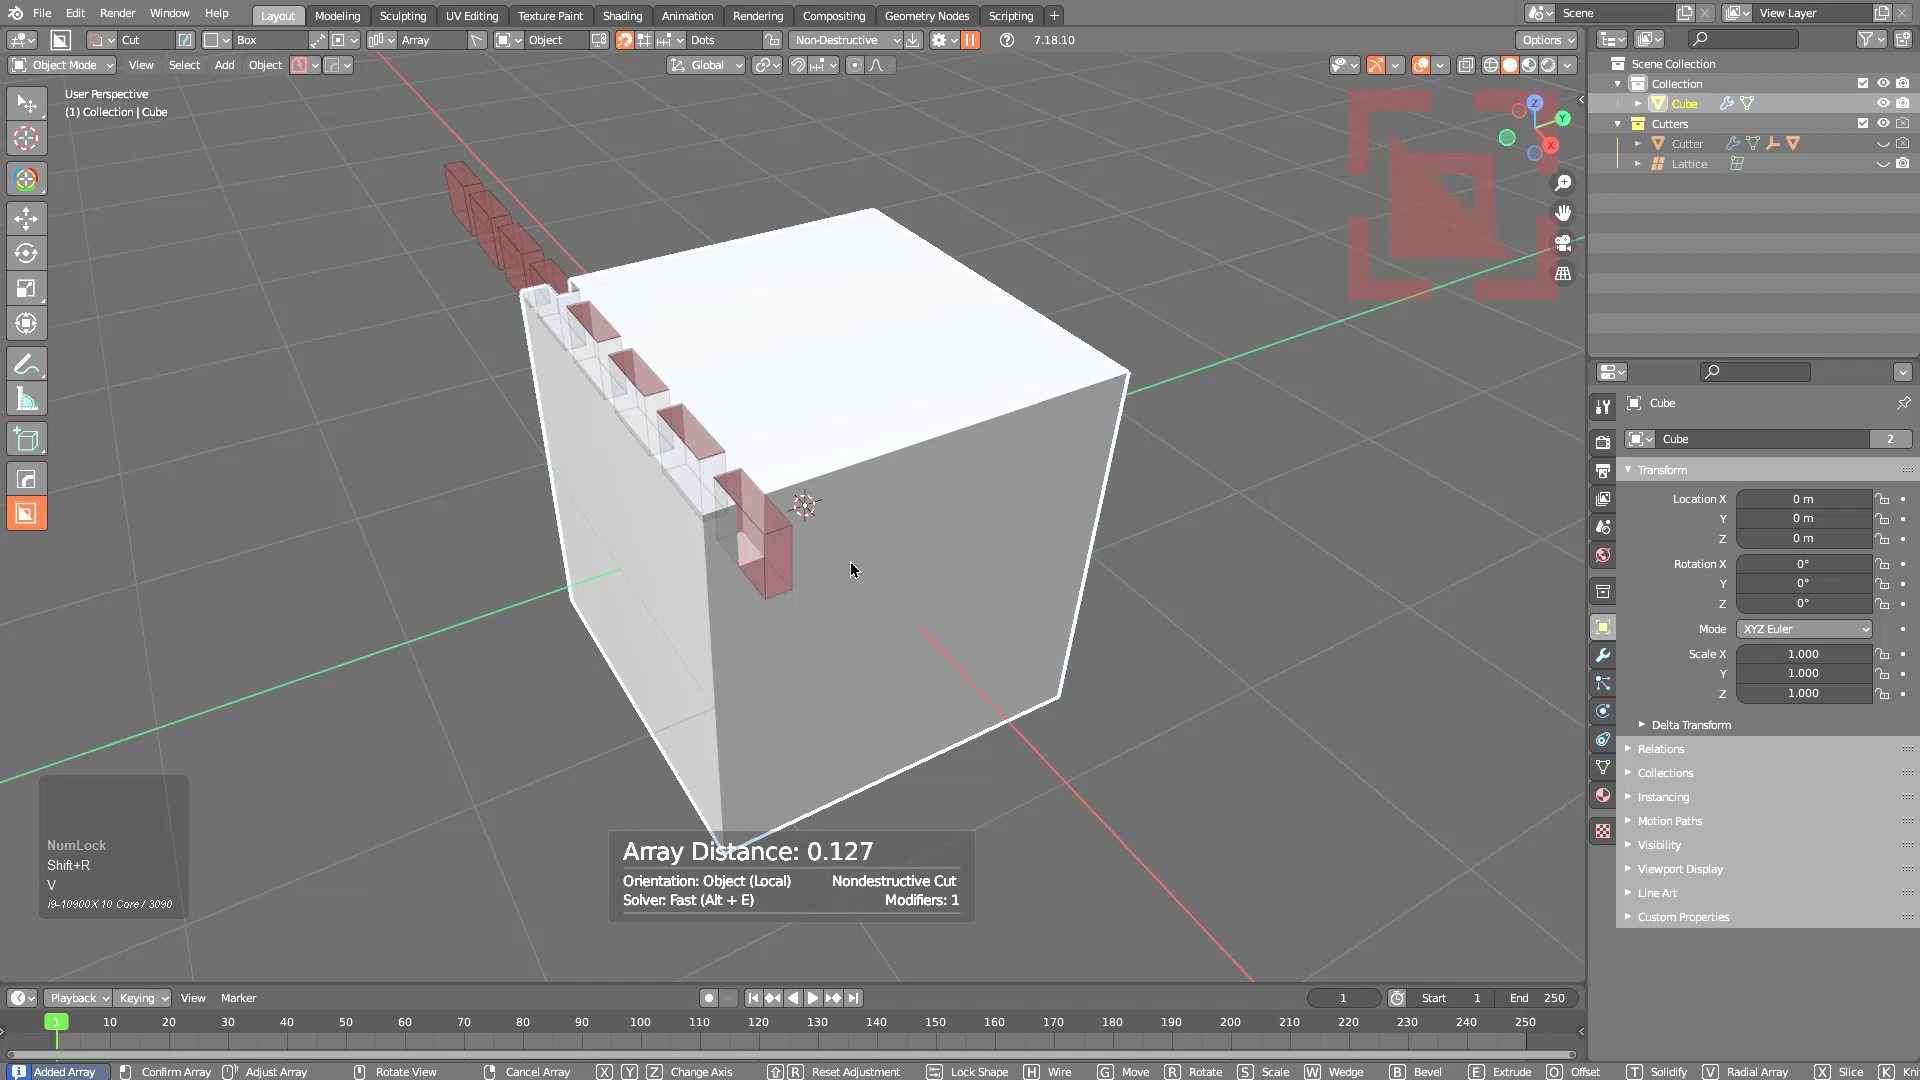 File Edit Render Window Help Layout Modeling Sculpting UV Editing Texture Paint Shading Animation Rendering Compositing Geometry Nodes Scripting + Scene View Layer
Cut Box Array Object Dots Non-Destructive 7.18.10 Options
Object Mode View Select Add Object Global
User Perspective
(1) Collection | Cube
Z
Y
X
Scene Collection
Collection
Cube
Cutters
Cutter
Lattice
Cube
Cube 2
Transform
Location X 0 m
Y 0 m
Z 0 m
Rotation X 0°
Y 0°
Z 0°
Mode XYZ Euler
Scale X 1.000
Y 1.000
Z 1.000
Delta Transform
Relations
Collections
Instancing
Motion Paths
Visibility
Viewport Display
Line Art
Custom Properties
NumLock
Shift+R
V
i9-10900X 10 Core / 3090
Array Distance: 0.127
Orientation: Object (Local) Nondestructive Cut
Solver: Fast (Alt + E) Modifiers: 1
Playback Keying View Marker 1 Start 1 End 250
1 10 20 30 40 50 60 70 80 90 100 110 120 130 140 150 160 170 180 190 200 210 220 230 240 250
Added Array Confirm Array Adjust Array Rotate View Cancel Array X Y Z Change Axis R Reset Adjustment Lock Shape H Wire G Move R Rotate S Scale W Wedge B Bevel E Extrude O Offset T Solidify V Radial Array X Slice K